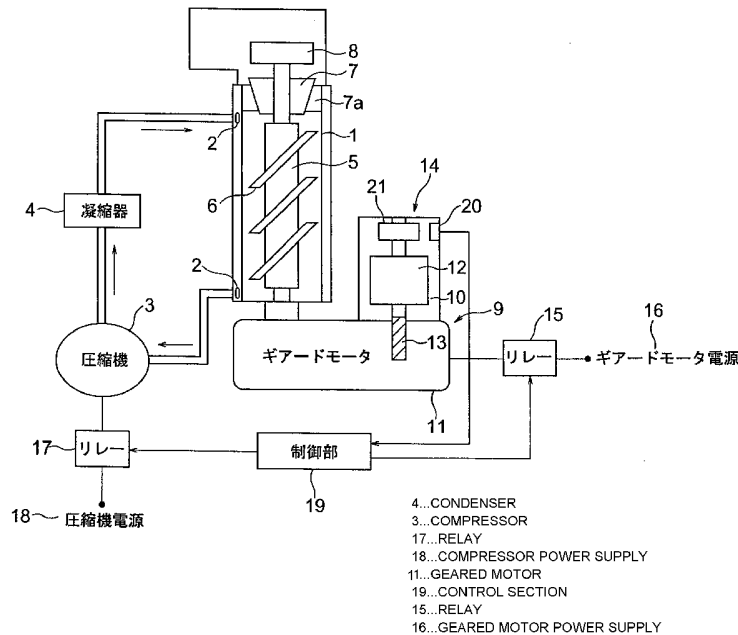 8
7
7a
2
1
5
14
4
凝縮器
6
21
20
2
12
10
16
3
9
15
圧縮機
ギアードモータ
13
リレー
ギアードモータ電源
11
17
リレー
制御部
19
18
圧縮機電源
4...CONDENSER
3...COMPRESSOR
17...RELAY
18...COMPRESSOR POWER SUPPLY
11...GEARED MOTOR
19...CONTROL SECTION
15...RELAY
16...GEARED MOTOR POWER SUPPLY